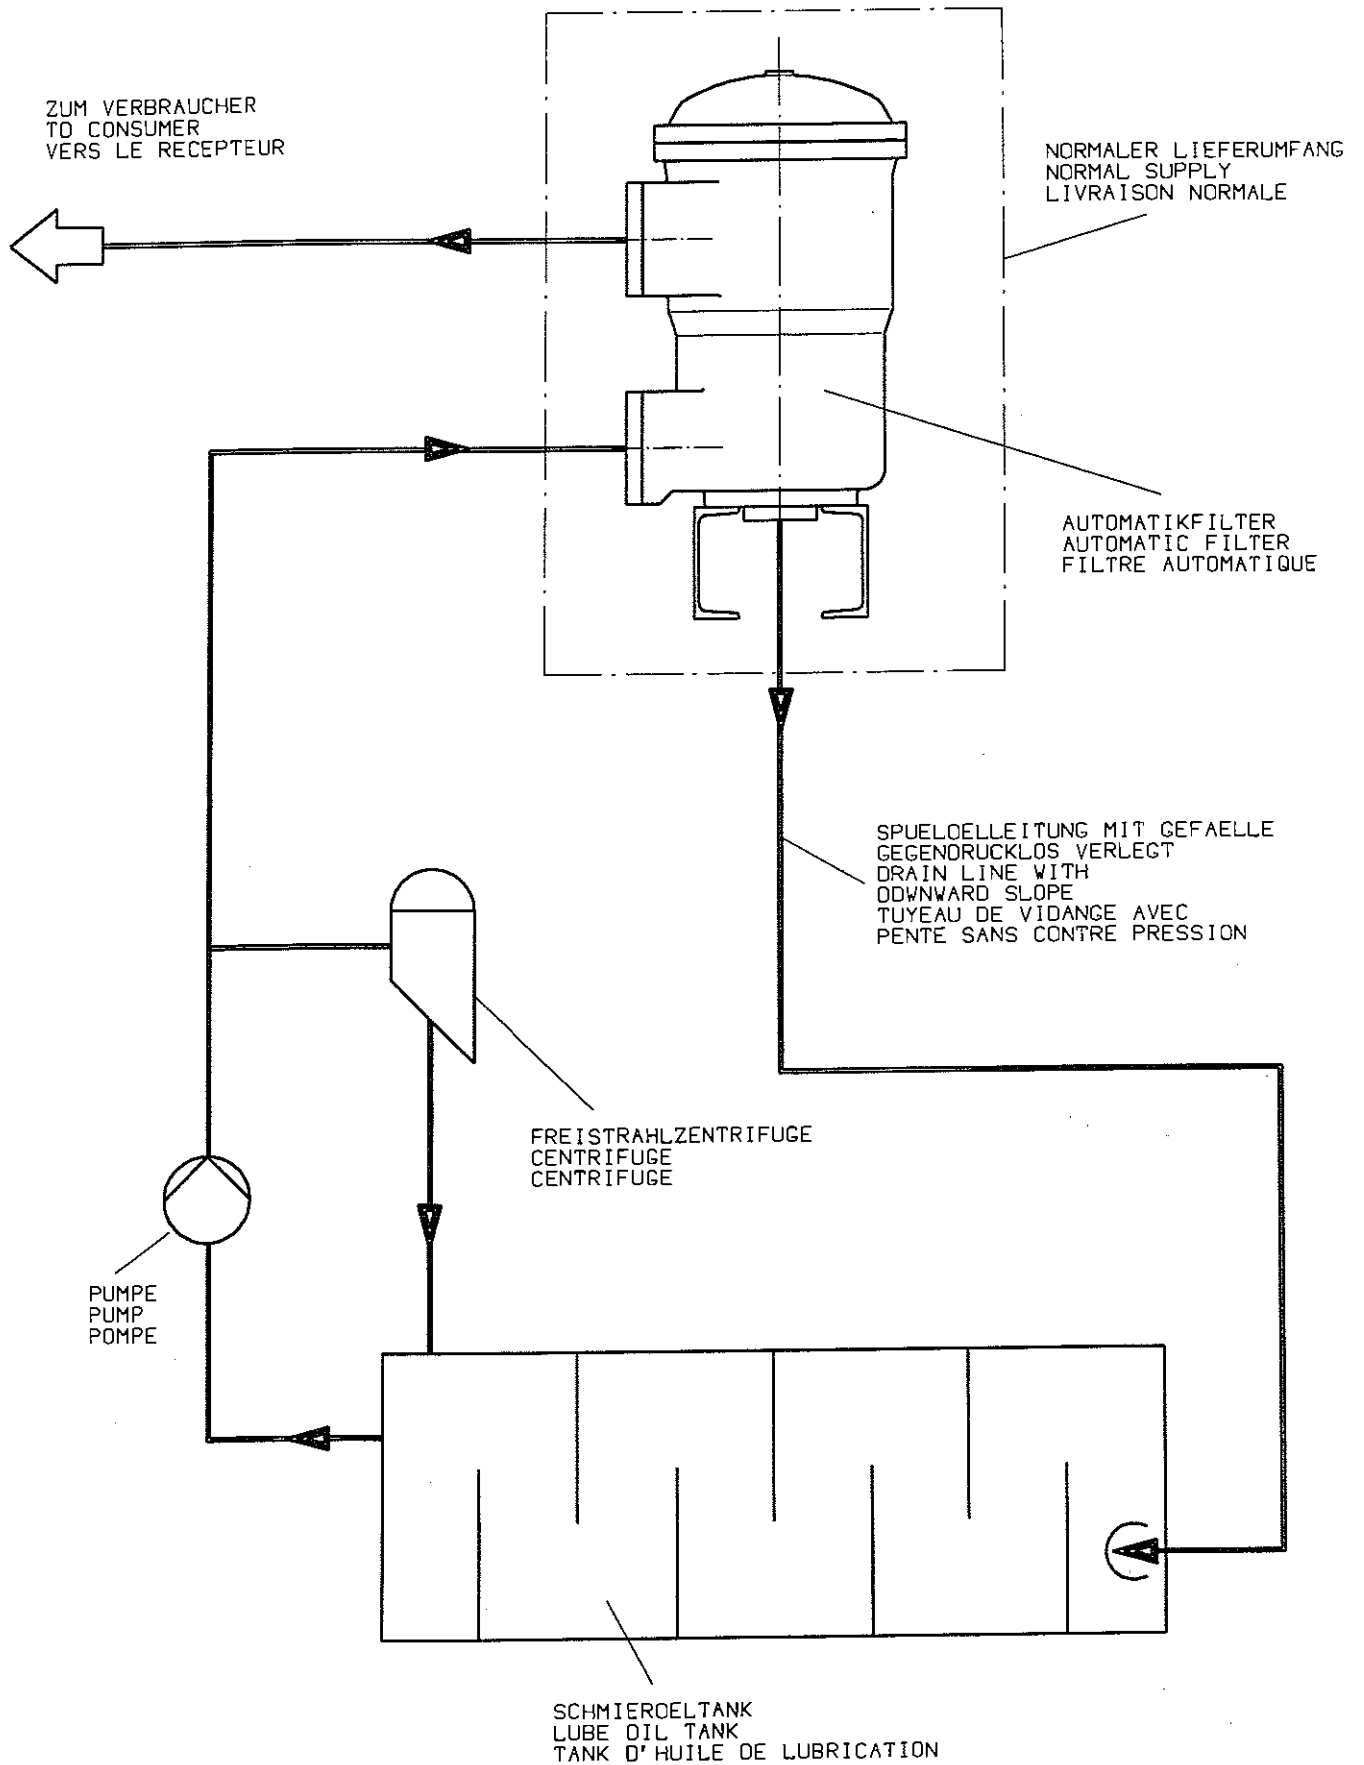 ZUM VERBRAUCHER
TO CONSUMER
VERS LE RECEPTEUR
NORMALER LIEFERUMFANG
NORMAL SUPPLY
LIVRAISON NORMALE
AUTOMATIKFILTER
AUTOMATIC FILTER
FILTRE AUTOMATIQUE
SPUELOELLEITUNG MIT GEFAELLE
GEGENDRUCKLOS VERLEGT
DRAIN LINE WITH
DOWNWARD SLOPE
TUYEAU DE VIDANGE AVEC
PENTE SANS CONTRE PRESSION
FREISTRAHLZENTRIFUGE
CENTRIFUGE
CENTRIFUGE
PUMPE
PUMP
POMPE
SCHMIEROELTANK
LUBE OIL TANK
TANK D'HUILE DE LUBRICATION